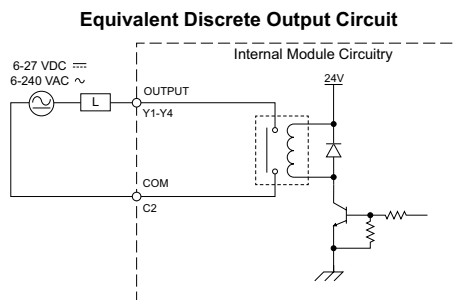 Equivalent Discrete Output Circuit
Internal Module Circuitry
6-27 VDC ⎓
6-240 VAC ∿
24V
L
OUTPUT
Y1-Y4
COM
C2